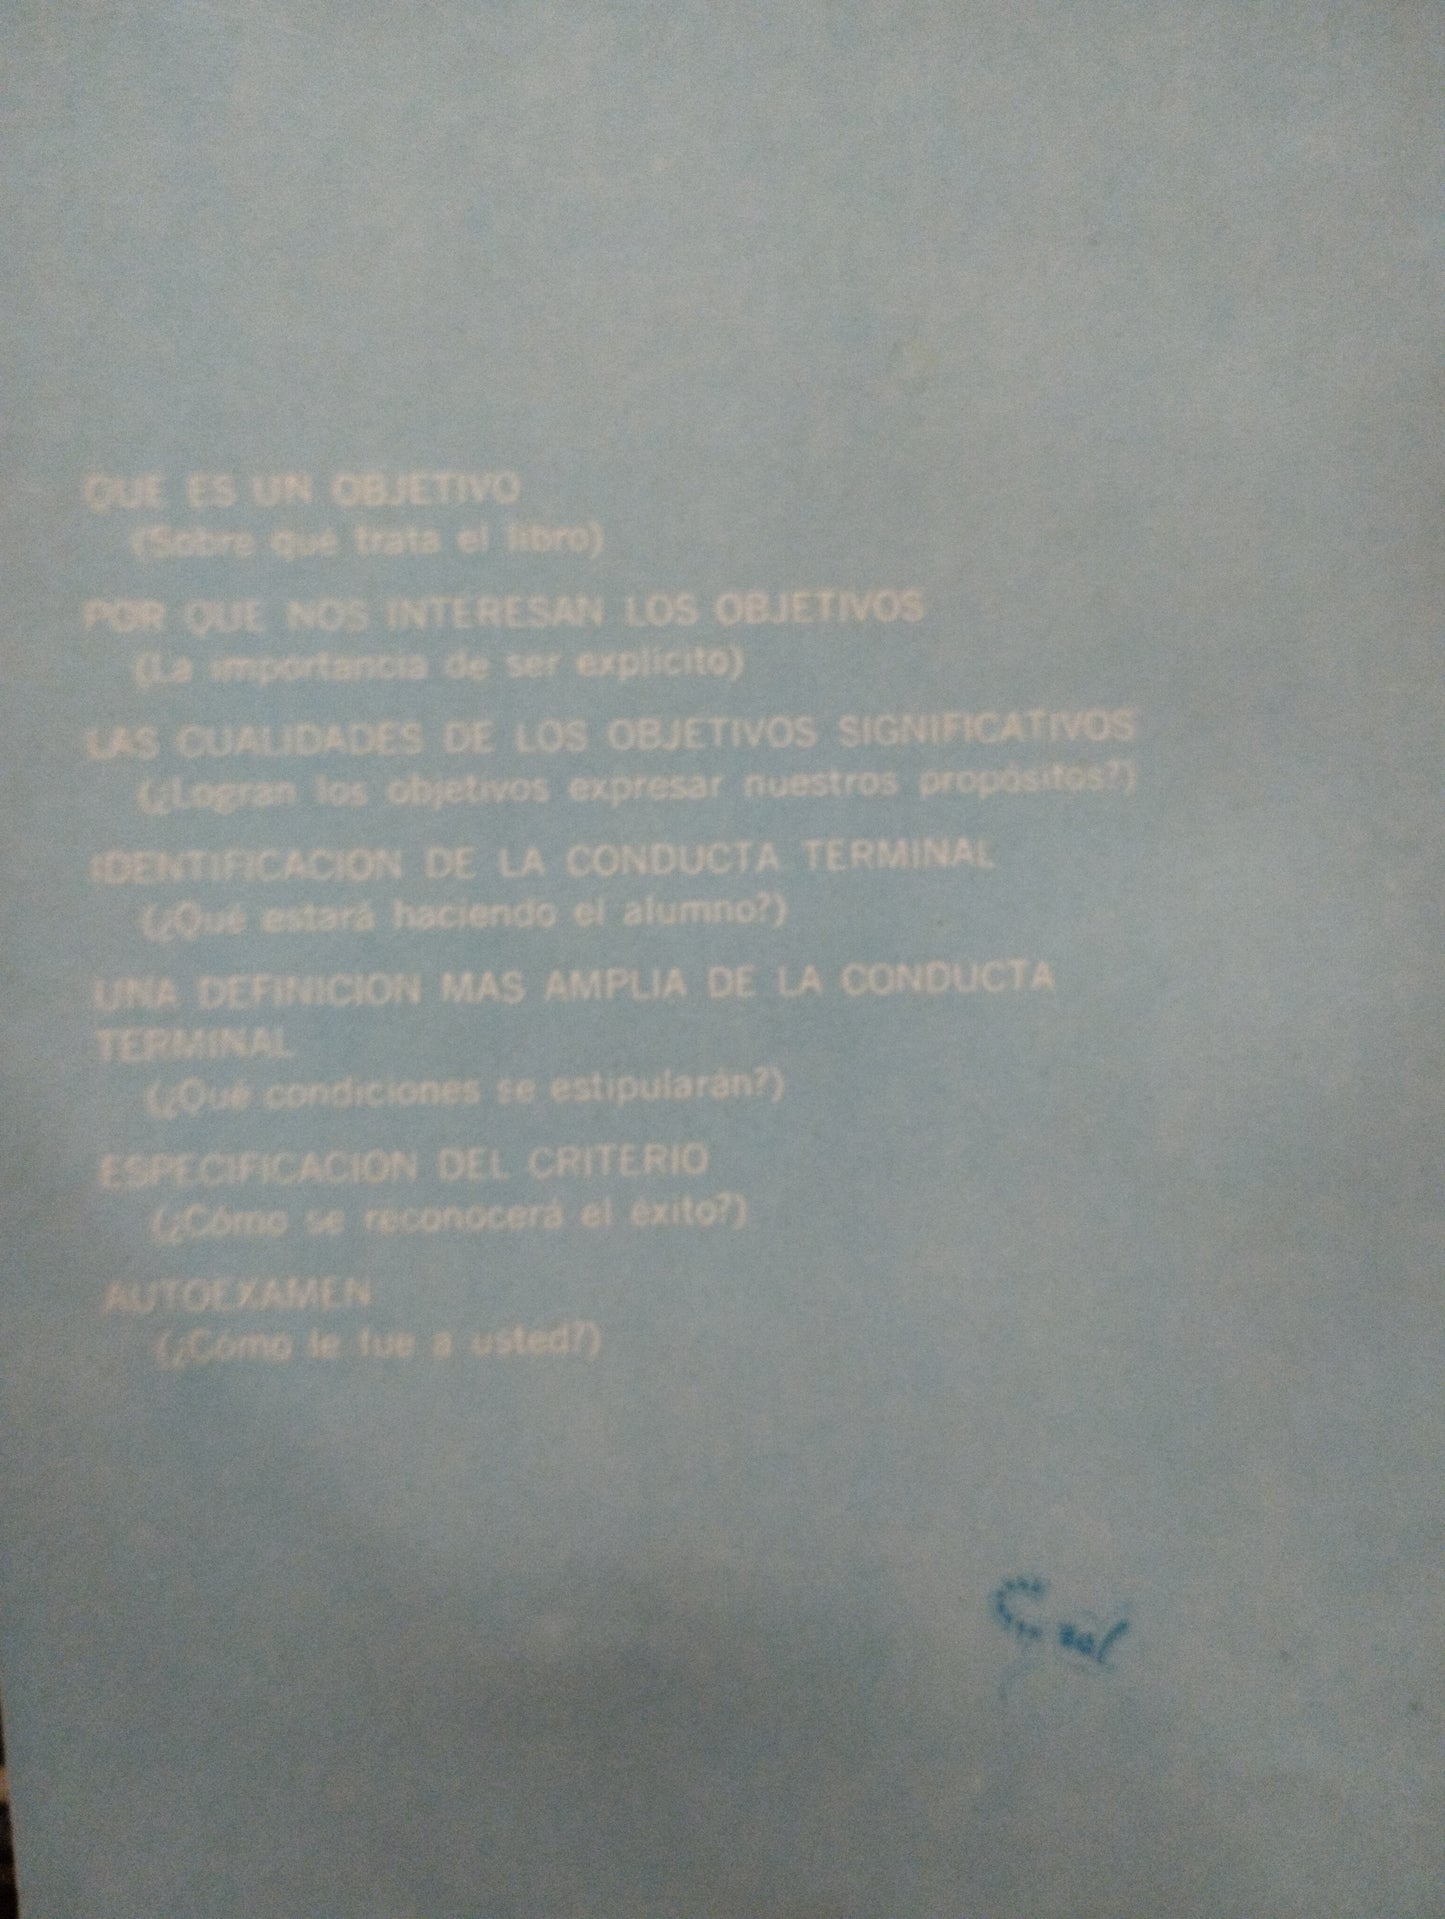 QUE ES UN OBJETIVO
(Sobre qué trata el libro)
POR QUE NOS INTERESAN LOS OBJETIVOS
(La importancia de ser explícito)
LAS CUALIDADES DE LOS OBJETIVOS SIGNIFICATIVOS
(¿Logran los objetivos expresar nuestros propósitos?)
IDENTIFICACION DE LA CONDUCTA TERMINAL
(¿Qué estará haciendo el alumno?)
UNA DEFINICION MAS AMPLIA DE LA CONDUCTA
TERMINAL
(¿Qué condiciones se estipularán?)
ESPECIFICACION DEL CRITERIO
(¿Cómo se reconocerá el éxito?)
AUTOEXAMEN
(¿Cómo le fue a usted?)